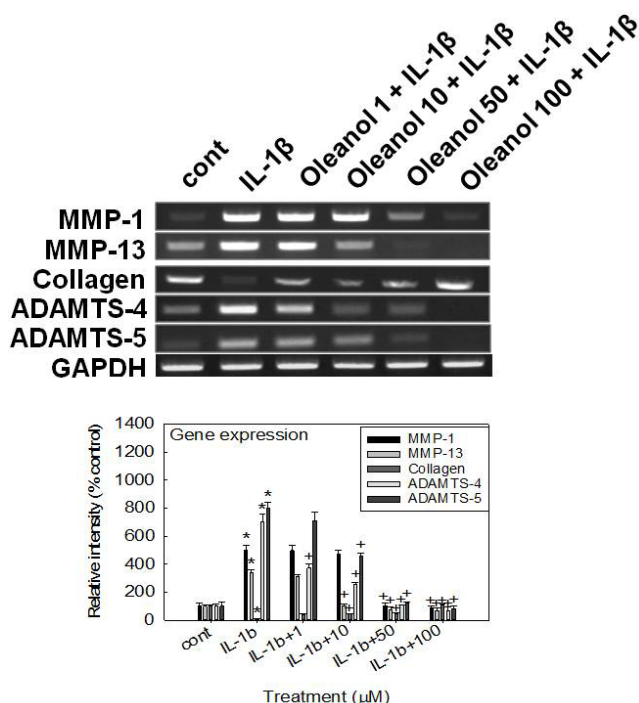 cont
IL-1β
Oleanol 1 + IL-1β
Oleanol 10 + IL-1β
Oleanol 50 + IL-1β
Oleanol 100 + IL-1β
MMP-1
MMP-13
Collagen
ADAMTS-4
ADAMTS-5
GAPDH
Gene expression
MMP-1
MMP-13
Collagen
ADAMTS-4
ADAMTS-5
Relative intensity (% control)
1400
1200
1000
800
600
400
200
0
* * * * *
+ +
+ + + +
+ + + + +
+ + + + +
cont
IL-1b
IL-1b+1
IL-1b+10
IL-1b+50
IL-1b+100
Treatment (μM)